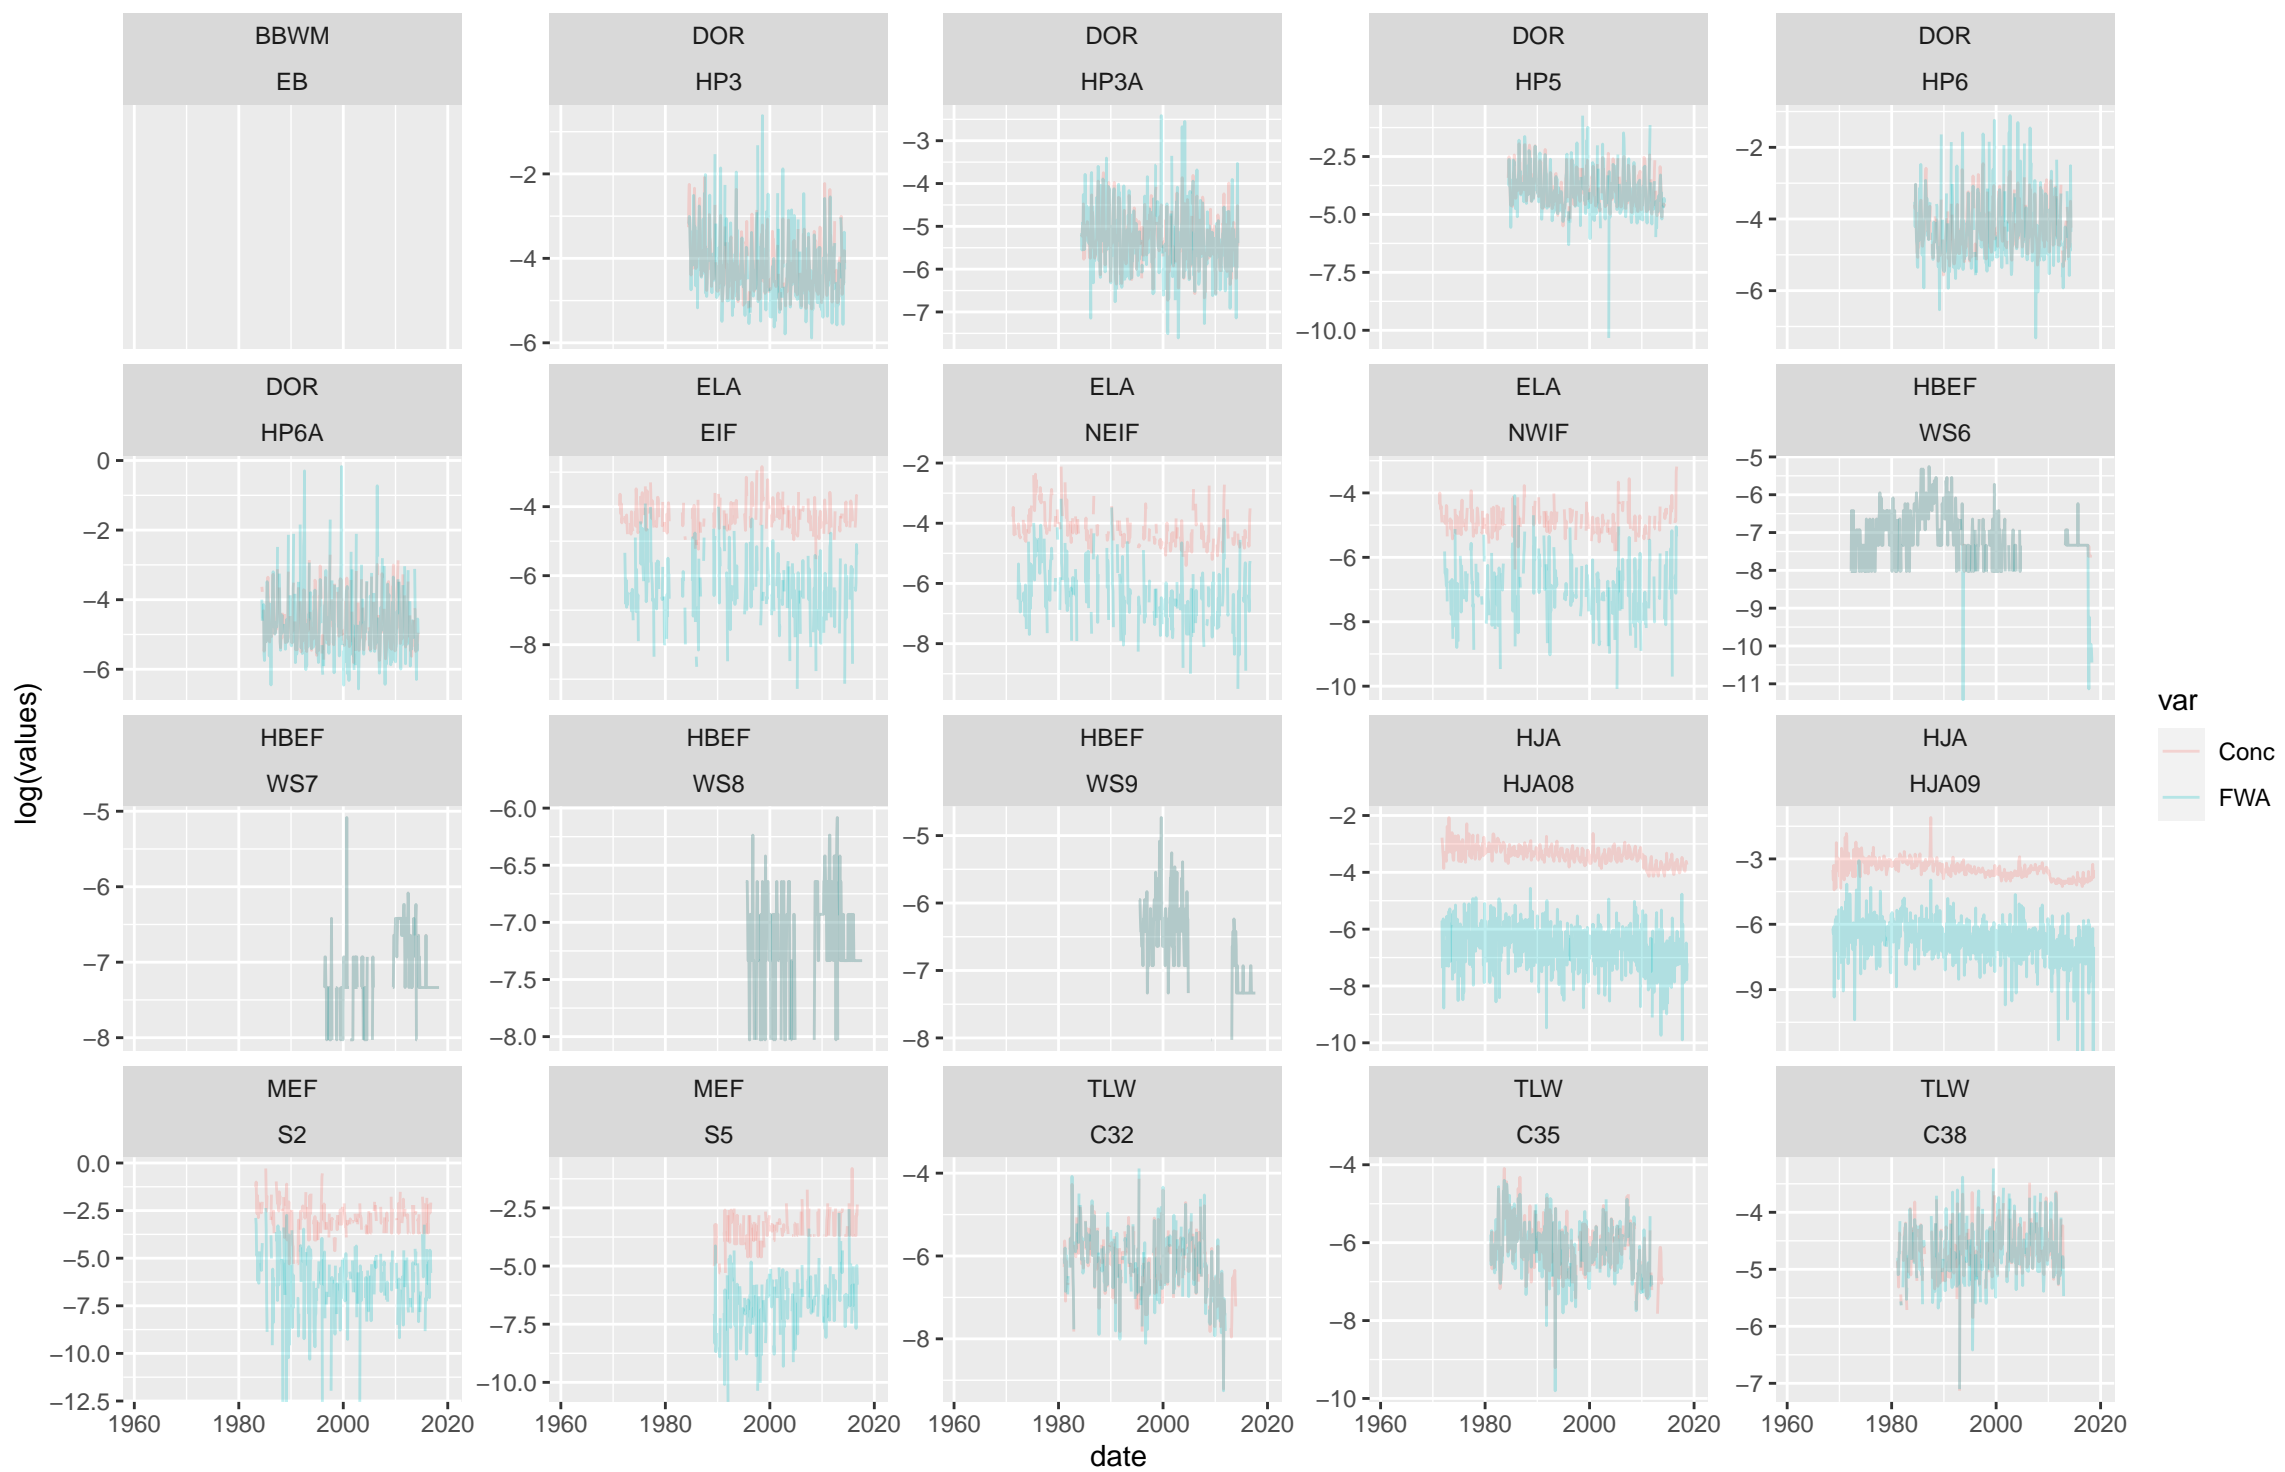 BBWM
EB
DOR
HP3
−2
−4
−6
DOR
HP3A
−3
−4
−5
−6
−7
DOR
HP5
−2.5
−5.0
−7.5
−10.0
DOR
HP6
−2
−4
−6
DOR
HP6A
0
−2
−4
−6
ELA
EIF
−4
−6
−8
ELA
NEIF
−2
−4
−6
−8
ELA
NWIF
−4
−6
−8
−10
HBEF
WS6
−5
−6
−7
−8
−9
−10
−11
HBEF
WS7
−5
−6
−7
−8
HBEF
WS8
−6.0
−6.5
−7.0
−7.5
−8.0
HBEF
WS9
−5
−6
−7
−8
HJA
HJA08
−2
−4
−6
−8
−10
HJA
HJA09
−3
−6
−9
MEF
S2
0.0
−2.5
−5.0
−7.5
−10.0
−12.5
MEF
S5
−2.5
−5.0
−7.5
−10.0
TLW
C32
−4
−6
−8
TLW
C35
−4
−6
−8
−10
TLW
C38
−4
−5
−6
−7
1960 1980 2000 2020
1960 1980 2000 2020
1960 1980 2000 2020
1960 1980 2000 2020
1960 1980 2000 2020
date
log(values)
var
Conc
FWA